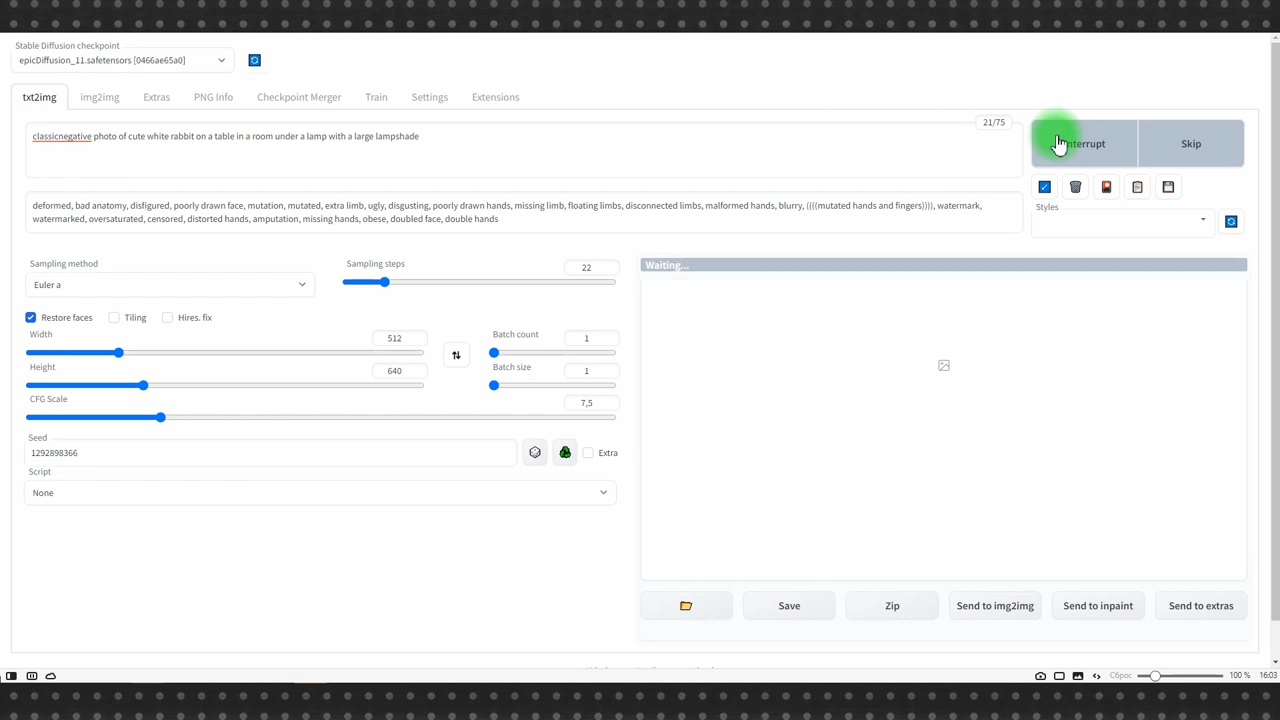 Stable Diffusion checkpoint
epicDiffusion_11.safetensors [0466ae65a0]
txt2img
img2img
Extras
PNG Info
Checkpoint Merger
Train
Settings
Extensions
classicnegative photo of cute white rabbit on a table in a room under a lamp with a large lampshade
21/75
Interrupt
Skip
deformed, bad anatomy, disfigured, poorly drawn face, mutation, mutated, extra limb, ugly, disgusting, poorly drawn hands, missing limb, floating limbs, disconnected limbs, malformed hands, blurry, ((((mutated hands and fingers)))), watermark,
watermarked, oversaturated, censored, distorted hands, amputation, missing hands, obese, doubled face, double hands
Styles
Sampling method
Euler a
Sampling steps
22
Waiting...
Restore faces
Tiling
Hires. fix
Width
512
Batch count
1
Height
640
Batch size
1
CFG Scale
7,5
Seed
1292898366
Extra
Script
None
Save
Zip
Send to img2img
Send to inpaint
Send to extras
Сброс
100 %
16:03